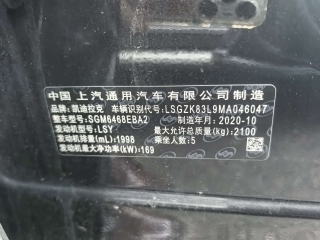 中国 上汽通用汽车有限公司 制造
品牌：凯迪拉克 车辆识别代号：LSGZK83L9MA046047
整车型号：SGM6468EBA2 制造年月：2020-10
发动机型号：LSY 最大允许总质量(kg)：2100
发动机排量(mL)：1998 乘坐人数：5
发动机最大净功率(kW)：169